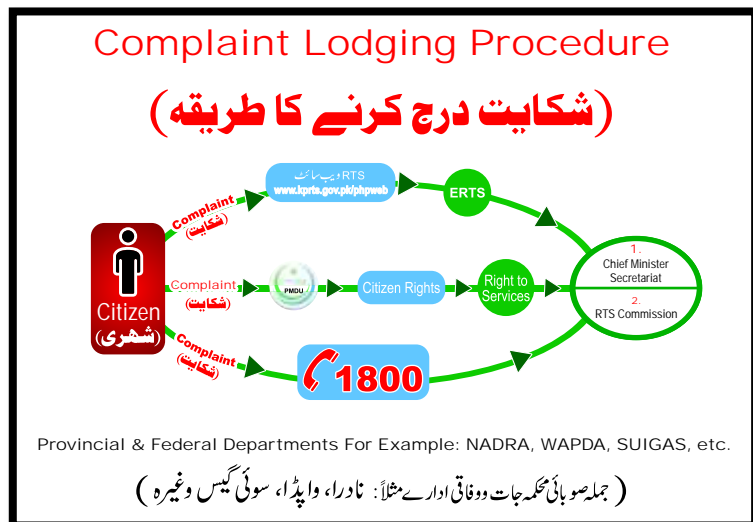 Complaint Lodging Procedure
(شکایت درج کرنے کا طریقہ)
RTS ویب سائٹ
www.kprts.gov.pk/phpweb
ERTS
Complaint
(شکایت)
Citizen
(شہری)
Complaint
(شکایت)
PMDU
Citizen Rights
Right to
Services
1.
Chief Minister
Secretariat
2.
RTS Commission
Complaint
(شکایت)
1800
Provincial & Federal Departments For Example: NADRA, WAPDA, SUIGAS, etc.
( جملہ صوبائی محکمہ جات ووفاقی ادارے مثلاً: نادرا، واپڈا، سوئی گیس وغیرہ )